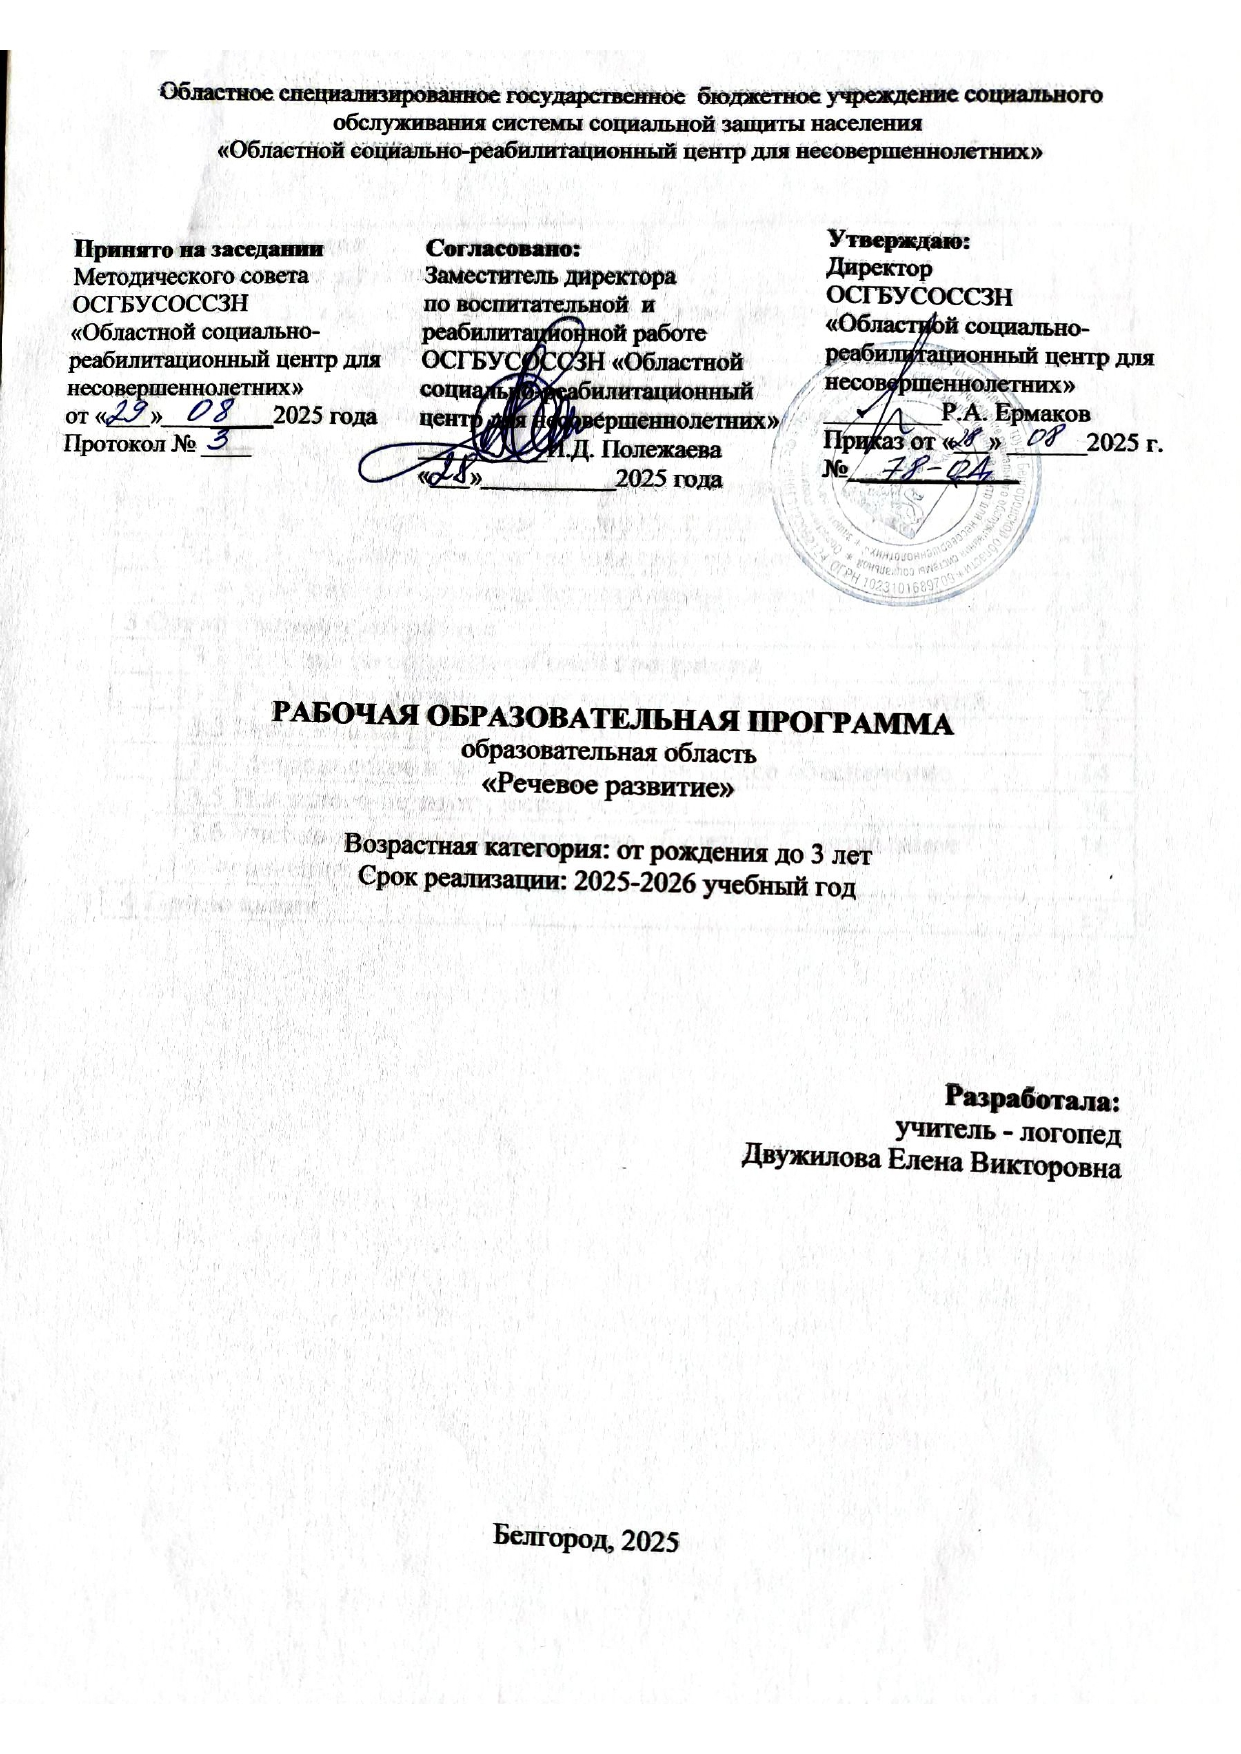 Областное специализированное государственное бюджетное учреждение социального
обслуживания системы социальной защиты населения
«Областной социально-реабилитационный центр для несовершеннолетних»
Принято на заседании
Методического совета
ОСГБУСОССЗН
«Областной социально-
реабилитационный центр для
несовершеннолетних»
от «29» 08 2025 года
Протокол № 3
Согласовано:
Заместитель директора
по воспитательной и
реабилитационной работе
ОСГБУСОССЗН «Областной
социально-реабилитационный
центр для несовершеннолетних»
И.Д. Полежаева
«28»____________2025 года
Утверждаю:
Директор
ОСГБУСОССЗН
«Областной социально-
реабилитационный центр для
несовершеннолетних»
Р.А. Ермаков
Приказ от «28» 08 2025 г.
№ 78-ОД
ОГРН 1023101689709
РАБОЧАЯ ОБРАЗОВАТЕЛЬНАЯ ПРОГРАММА
образовательная область
«Речевое развитие»
Возрастная категория: от рождения до 3 лет
Срок реализации: 2025-2026 учебный год
Разработала:
учитель - логопед
Двужилова Елена Викторовна
Белгород, 2025